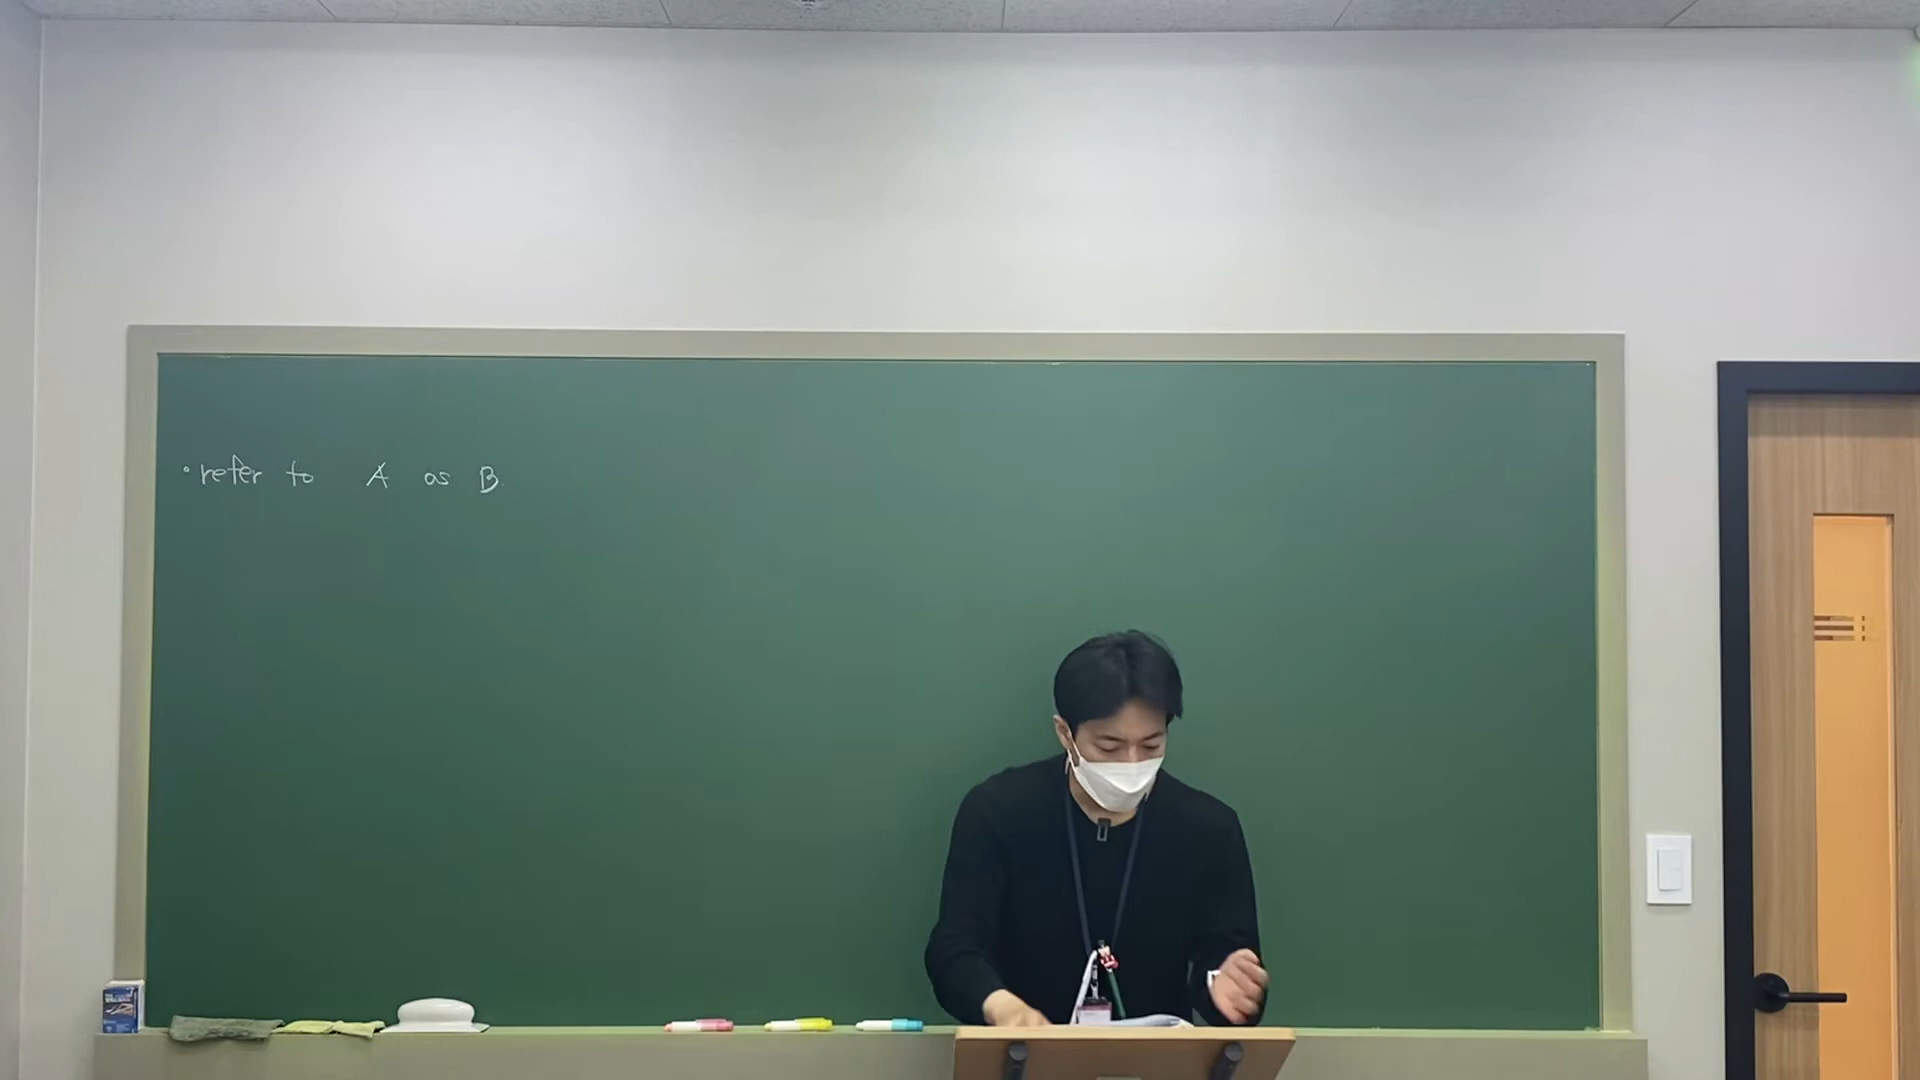 • refer to A as B